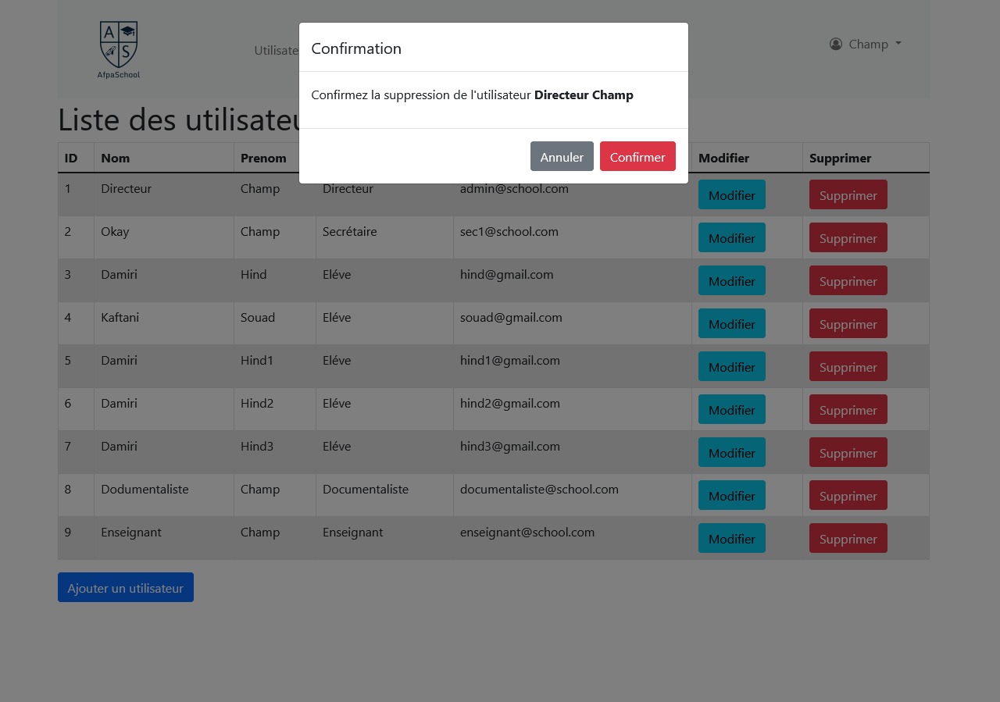 A
S
AfpaSchool
Utilisate
Champ
Confirmation
Confirmez la suppression de l'utilisateur Directeur Champ
Annuler Confirmer
Liste des utilisateu
ID Nom Prenom Modifier Supprimer
1 Directeur Champ Directeur admin@school.com Modifier Supprimer
2 Okay Champ Secrétaire sec1@school.com Modifier Supprimer
3 Damiri Hind Eléve hind@gmail.com Modifier Supprimer
4 Kaftani Souad Eléve souad@gmail.com Modifier Supprimer
5 Damiri Hind1 Eléve hind1@gmail.com Modifier Supprimer
6 Damiri Hind2 Eléve hind2@gmail.com Modifier Supprimer
7 Damiri Hind3 Eléve hind3@gmail.com Modifier Supprimer
8 Dodumentaliste Champ Documentaliste documentaliste@school.com Modifier Supprimer
9 Enseignant Champ Enseignant enseignant@school.com Modifier Supprimer
Ajouter un utilisateur